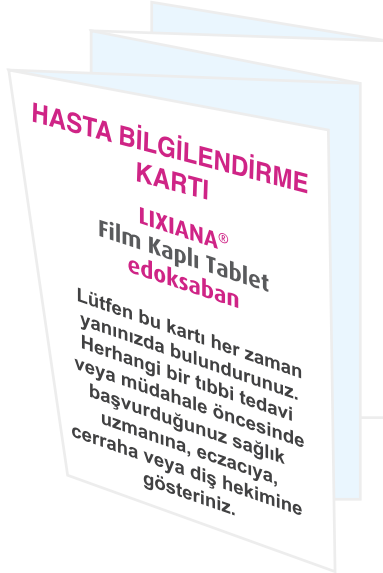 HASTA BİLGİLENDİRME
KARTI
LIXIANA®
Film Kaplı Tablet
edoksaban
Lütfen bu kartı her zaman
yanınızda bulundurunuz.
Herhangi bir tıbbi tedavi
veya müdahale öncesinde
başvurduğunuz sağlık
uzmanına, eczacıya,
cerraha veya diş hekimine
gösteriniz.